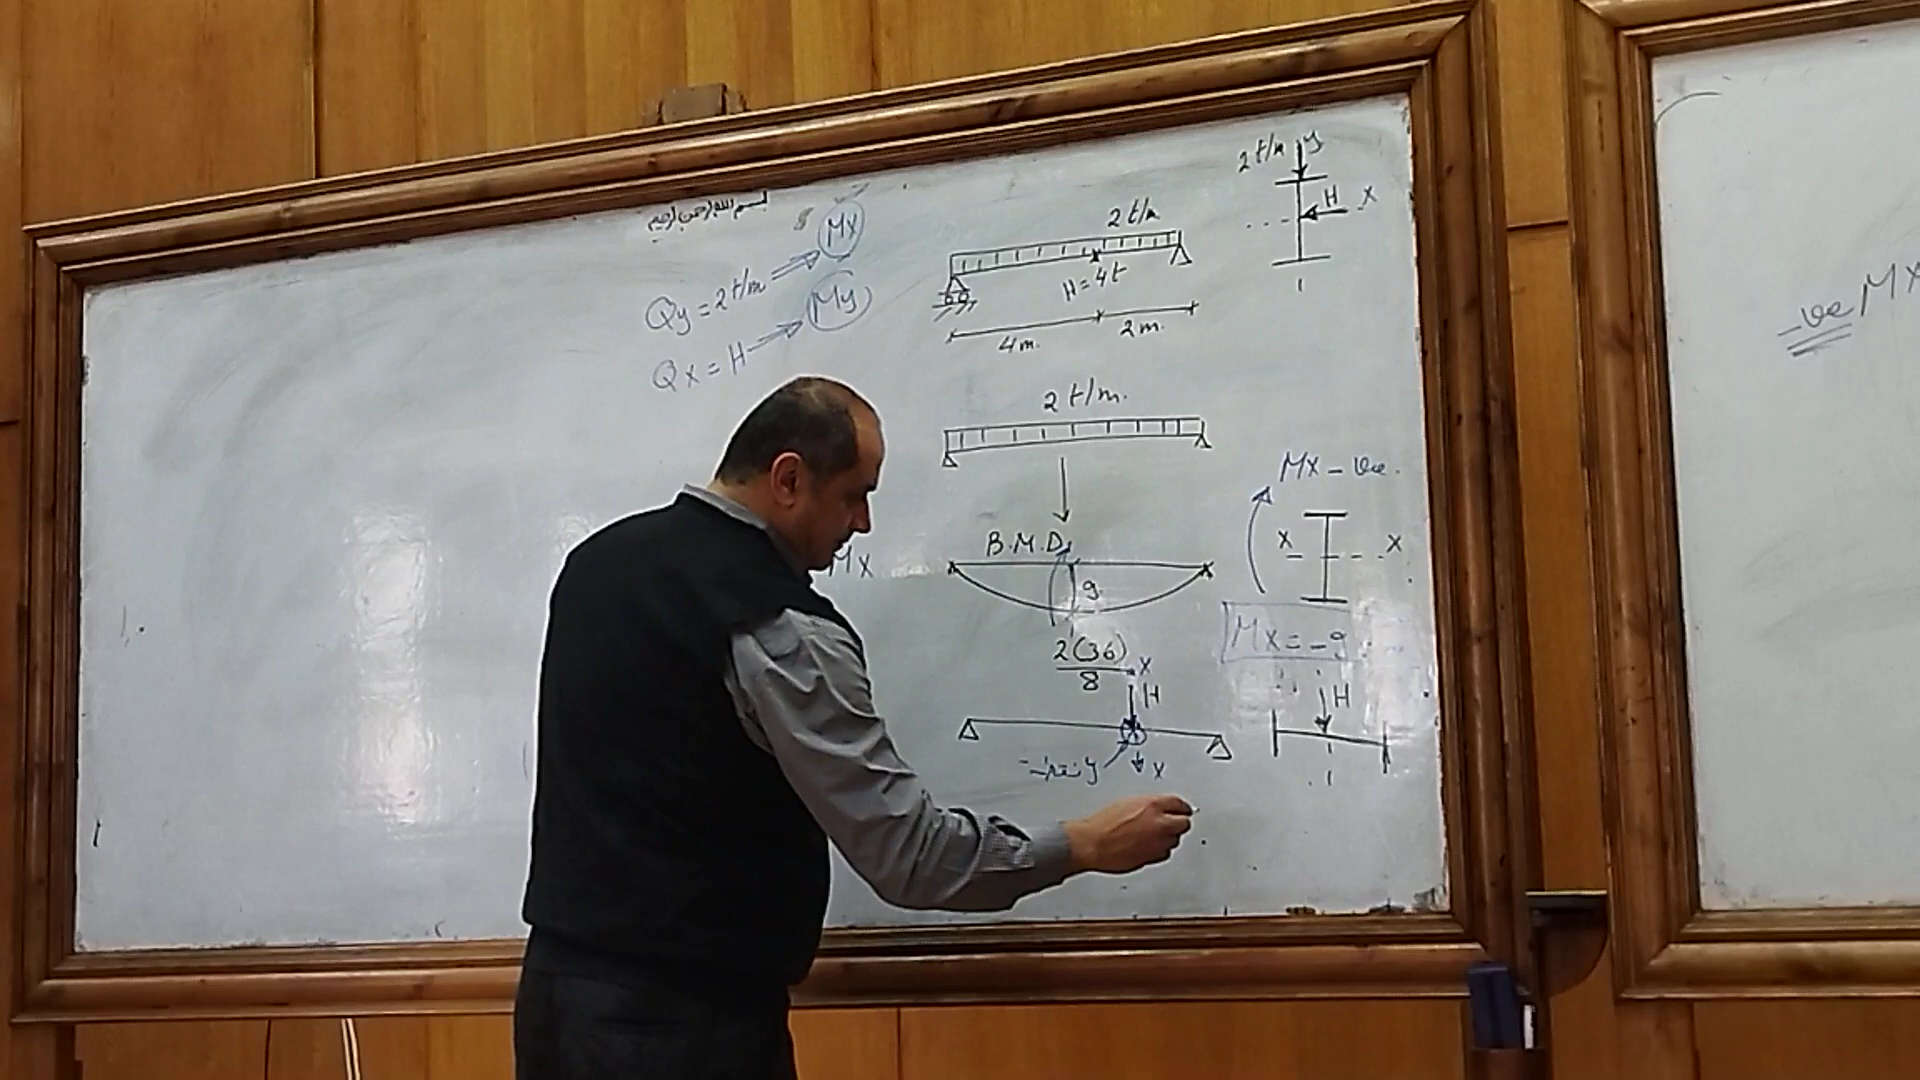 بسم الله الرحمن الرحيم
Qy = 2 t/m ⇒ Mx
Qx = H ⇒ My
2 t/m
H = 4t
4m.
2m.
2 t/m y
H X
2 t/m.
B.M.D
Mx
9
2(36)
8
Mx - ve.
X X
Mx = -9
X
H
y
X
H
-ve Mx